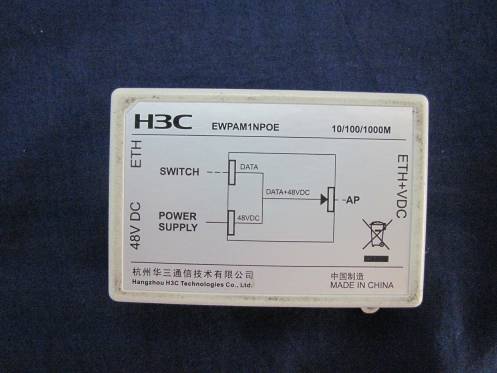 H3C EWPAM1NPOE 10/100/1000M
ETH
ETH+VDC
DATA
SWITCH
DATA+48VDC
AP
48V DC
POWER
SUPPLY
48VDC
杭州华三通信技术有限公司
中国制造
Hangzhou H3C Technologies Co., Ltd.
MADE IN CHINA